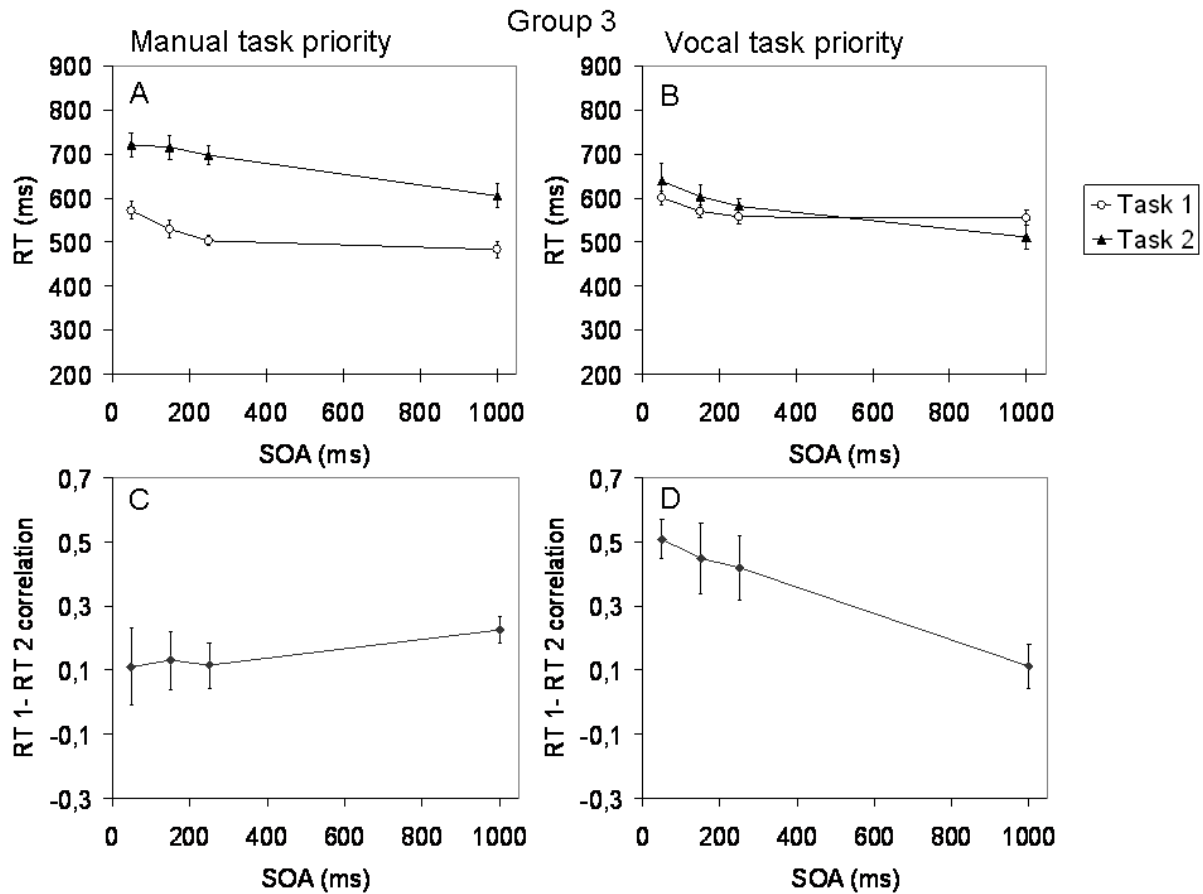 Group 3
Manual task priority
Vocal task priority
A
RT (ms)
900
800
700
600
500
400
300
200
0 200 400 600 800 1000
SOA (ms)
B
RT (ms)
900
800
700
600
500
400
300
200
0 200 400 600 800 1000
SOA (ms)
Task 1
Task 2
C
RT 1- RT 2 correlation
0,7
0,5
0,3
0,1
-0,1
-0,3
0 200 400 600 800 1000
SOA (ms)
D
RT 1- RT 2 correlation
0,7
0,5
0,3
0,1
-0,1
-0,3
0 200 400 600 800 1000
SOA (ms)